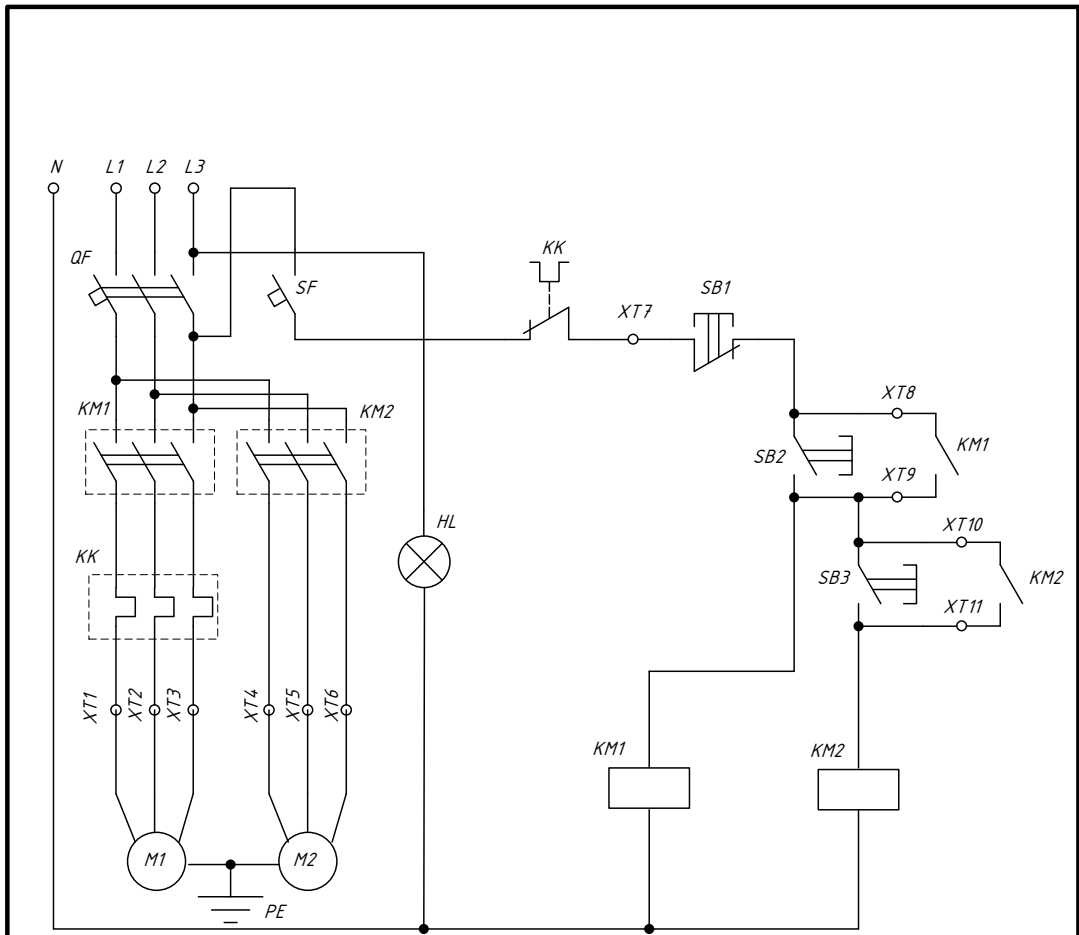 N L1 L2 L3
QF
SF
KK
XT7
SB1
KM1
KM2
XT8
SB2
KM1
XT9
HL
XT10
KK
SB3
KM2
XT11
XT1 XT2 XT3 XT4 XT5 XT6
KM1
KM2
M1
M2
PE